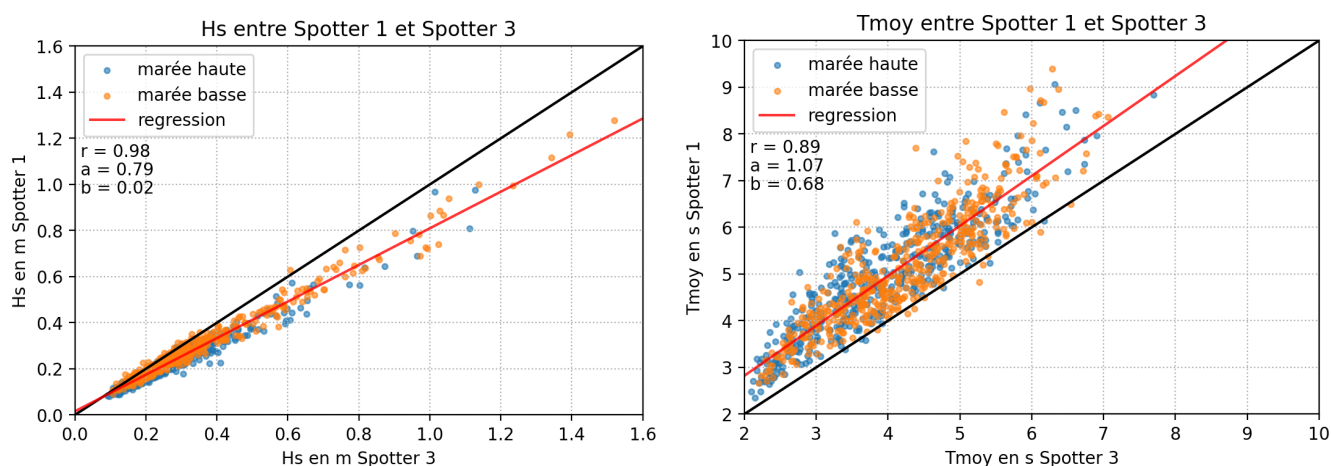 Hs entre Spotter 1 et Spotter 3
1.6
1.4
1.2
1.0
0.8
0.6
0.4
0.2
0.0
Hs en m Spotter 1
marée haute
marée basse
regression
r = 0.98
a = 0.79
b = 0.02
0.0 0.2 0.4 0.6 0.8 1.0 1.2 1.4 1.6
Hs en m Spotter 3
Tmoy entre Spotter 1 et Spotter 3
10
9
8
7
6
5
4
3
2
Tmoy en s Spotter 1
marée haute
marée basse
regression
r = 0.89
a = 1.07
b = 0.68
2 3 4 5 6 7 8 9 10
Tmoy en s Spotter 3